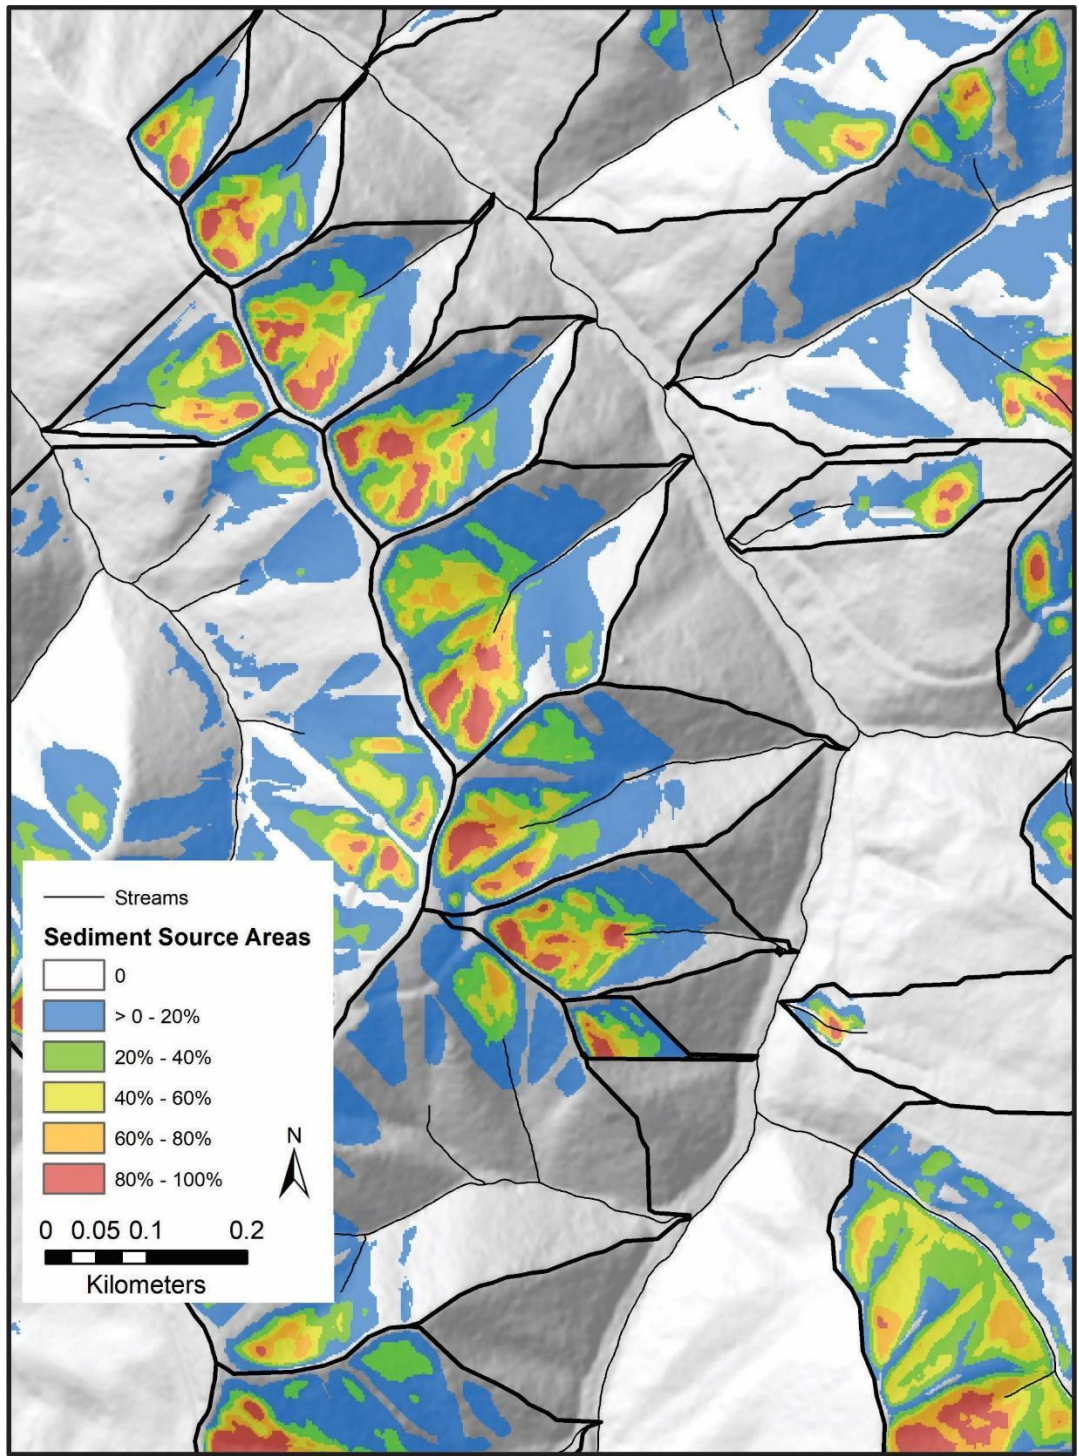 Streams
Sediment Source Areas
0
> 0 - 20%
20% - 40%
40% - 60%
60% - 80%
80% - 100%
N
0 0.05 0.1 0.2
Kilometers